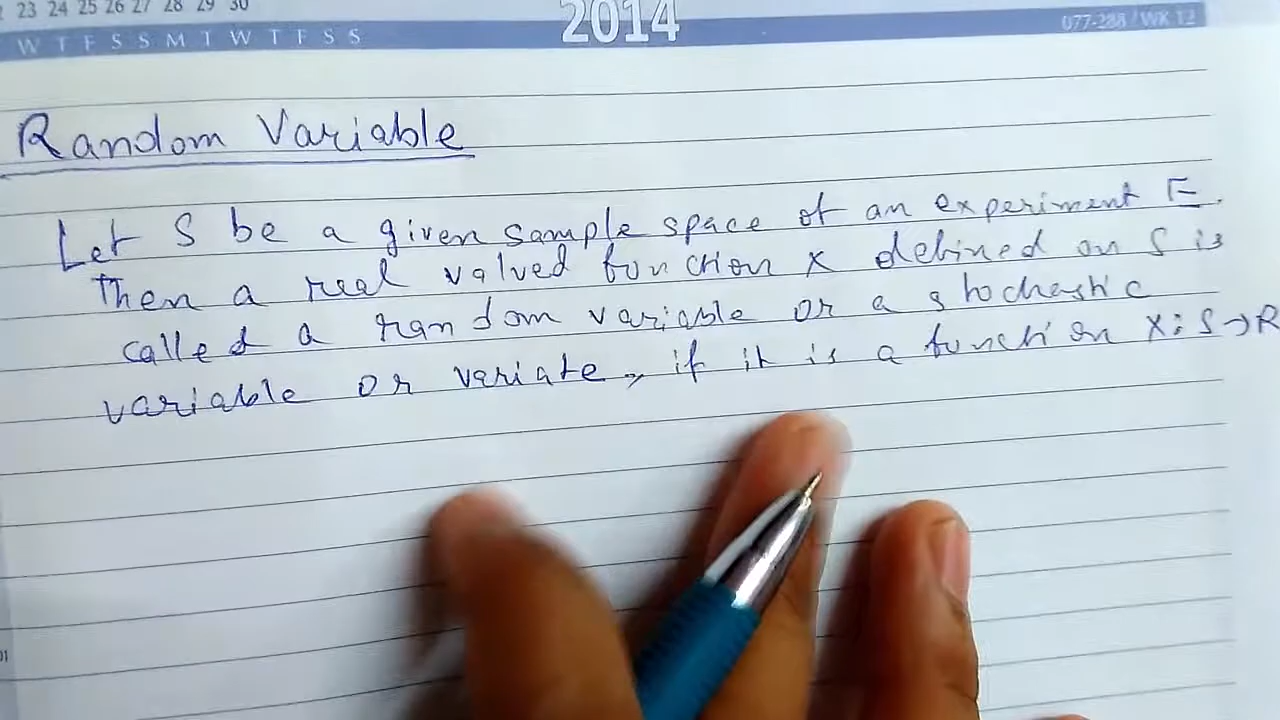 23 24 25 26 27 28 29 30
W T F S S M T W T F S S
2014
077-288 / WK 12
Random Variable
Let S be a given sample space of an experiment E.
Then a real valued function X defined on S is
called a random variable or a stochastic
variable or variate, if it is a function X: S→R
01